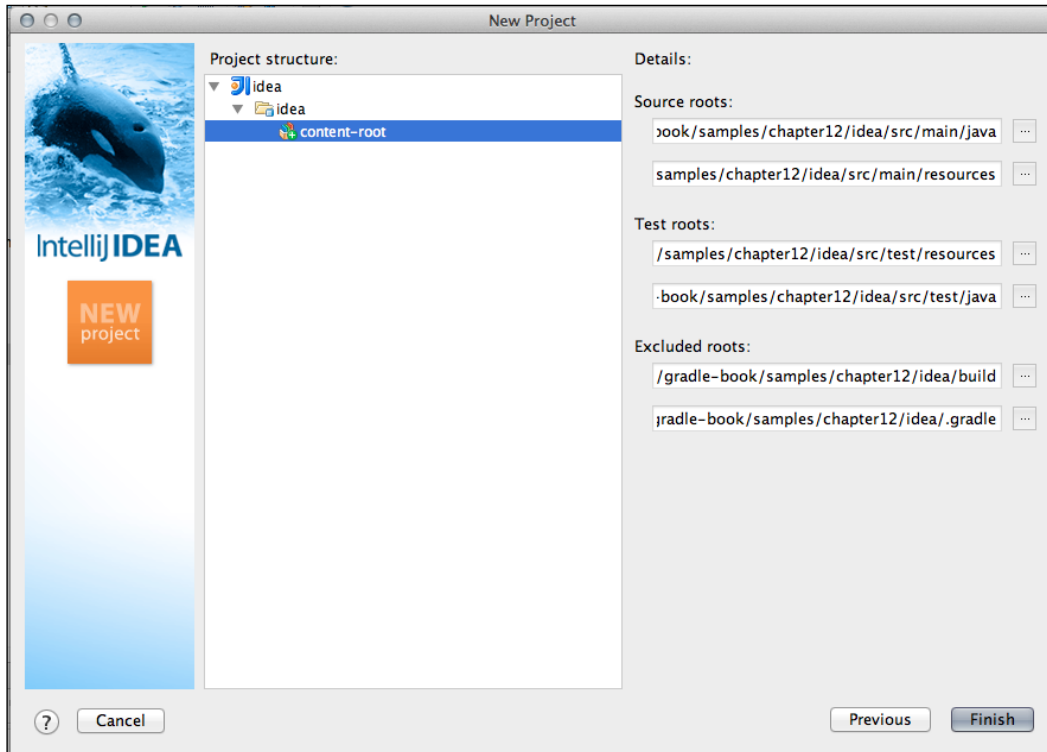 New Project
IntelliJ IDEA
NEW
project
Project structure:
idea
idea
content-root
Details:
Source roots:
book/samples/chapter12/idea/src/main/java
...
samples/chapter12/idea/src/main/resources
...
Test roots:
/samples/chapter12/idea/src/test/resources
...
-book/samples/chapter12/idea/src/test/java
...
Excluded roots:
/gradle-book/samples/chapter12/idea/build
...
gradle-book/samples/chapter12/idea/.gradle
...
?
Cancel
Previous
Finish